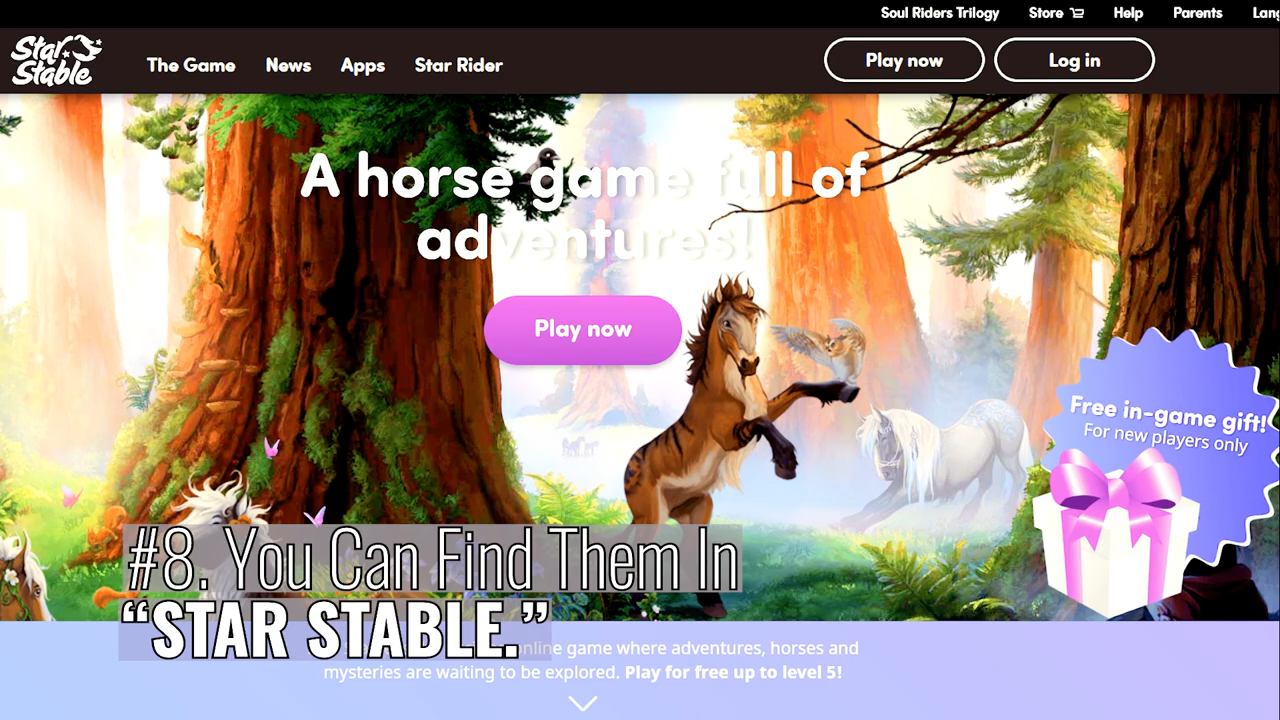 Soul Riders Trilogy Store Help Parents Lang
Star Stable
The Game News Apps Star Rider Play now Log in
A horse game full of
adventures!
Play now
Free in-game gift!
For new players only
#8. You Can Find Them In
“STAR STABLE.”
online game where adventures, horses and
mysteries are waiting to be explored. Play for free up to level 5!